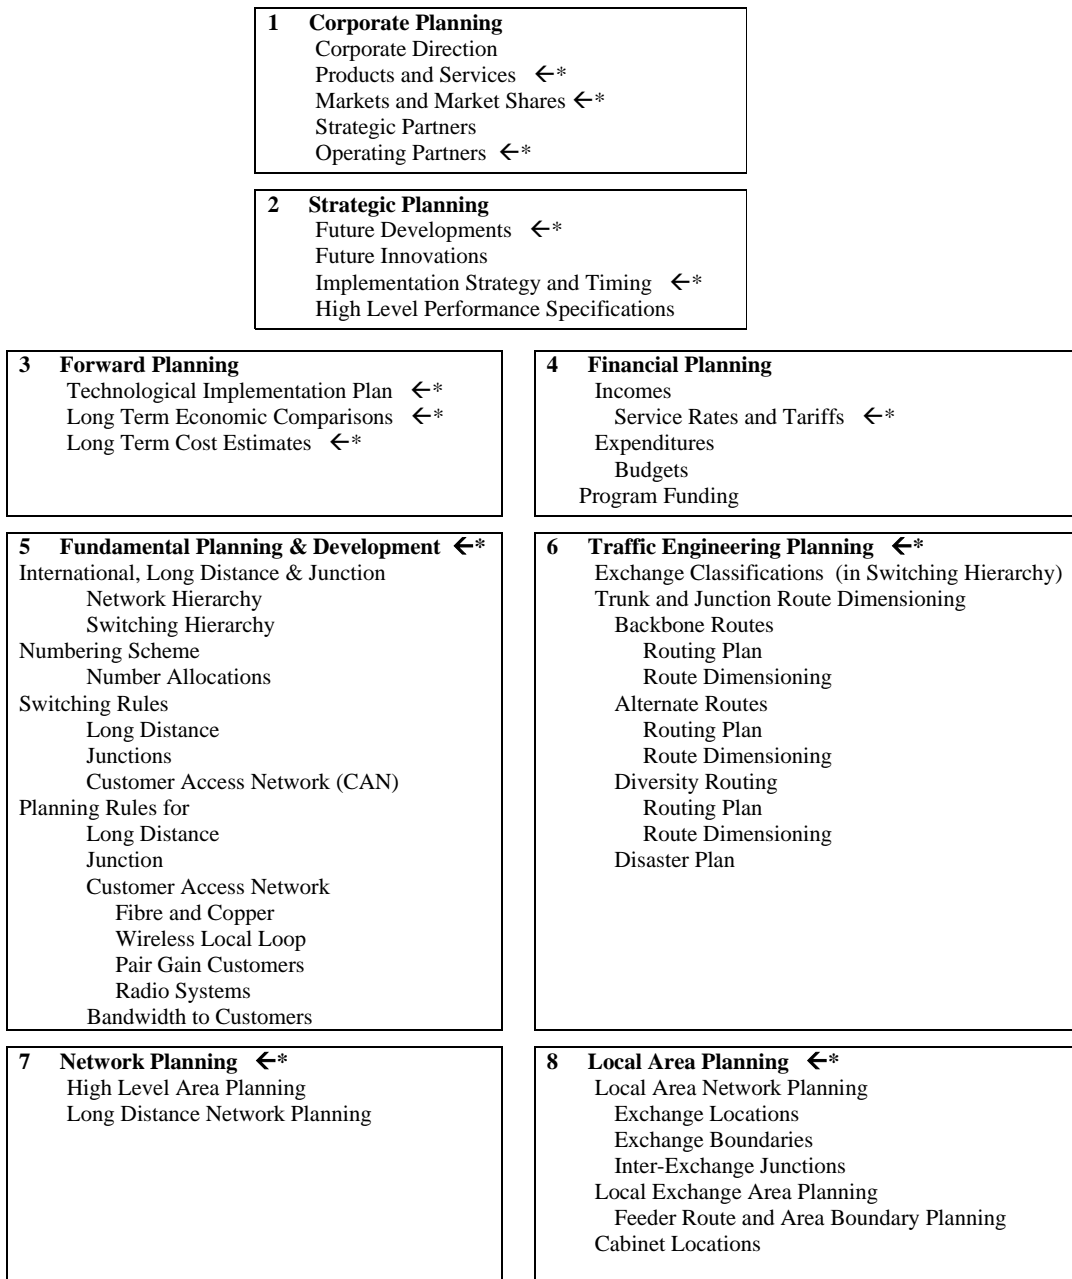 1 Corporate Planning
Corporate Direction
Products and Services ←*
Markets and Market Shares ←*
Strategic Partners
Operating Partners ←*
2 Strategic Planning
Future Developments ←*
Future Innovations
Implementation Strategy and Timing ←*
High Level Performance Specifications
3 Forward Planning
Technological Implementation Plan ←*
Long Term Economic Comparisons ←*
Long Term Cost Estimates ←*
4 Financial Planning
Incomes
Service Rates and Tariffs ←*
Expenditures
Budgets
Program Funding
5 Fundamental Planning & Development ←*
International, Long Distance & Junction
Network Hierarchy
Switching Hierarchy
Numbering Scheme
Number Allocations
Switching Rules
Long Distance
Junctions
Customer Access Network (CAN)
Planning Rules for
Long Distance
Junction
Customer Access Network
Fibre and Copper
Wireless Local Loop
Pair Gain Customers
Radio Systems
Bandwidth to Customers
6 Traffic Engineering Planning ←*
Exchange Classifications (in Switching Hierarchy)
Trunk and Junction Route Dimensioning
Backbone Routes
Routing Plan
Route Dimensioning
Alternate Routes
Routing Plan
Route Dimensioning
Diversity Routing
Routing Plan
Route Dimensioning
Disaster Plan
7 Network Planning ←*
High Level Area Planning
Long Distance Network Planning
8 Local Area Planning ←*
Local Area Network Planning
Exchange Locations
Exchange Boundaries
Inter-Exchange Junctions
Local Exchange Area Planning
Feeder Route and Area Boundary Planning
Cabinet Locations